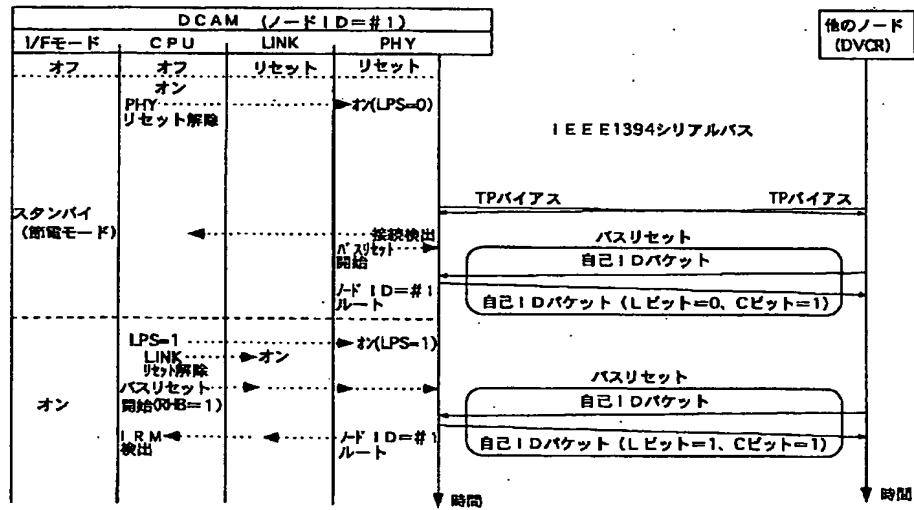 DCAM (ノードID=#1)
I/Fモード CPU LINK PHY
他のノード
(DVCR)
オフ オフ リセット リセット
オン
PHY オン(LPS=0)
リセット解除
IEEE1394シリアルバス
TPバイアス TPバイアス
スタンバイ
(節電モード)
接続検出
バスリセット
バスリセット
開始
自己IDパケット
ノードID=#1
ルート
自己IDパケット(Lビット=0、Cビット=1)
LPS=1 オン(LPS=1)
LINK オン
リセット解除
バスリセット
バスリセット
オン
開始(RHB=1)
自己IDパケット
IRM
検出
ノードID=#1
ルート
自己IDパケット(Lビット=1、Cビット=1)
時間 時間